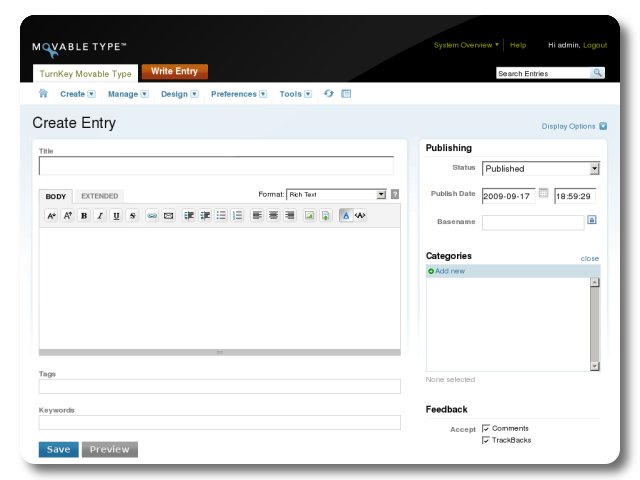 MOVABLE TYPE™
System Overview Help Hi admin, Logout
TurnKey Movable Type Write Entry Search Entries
Create Manage Design Preferences Tools
Create Entry
Display Options
Title
BODY EXTENDED Format: Rich Text ?
A A B I U S A <A>
Tags
Keywords
Save Preview
Publishing
Status Published
Publish Date 2009-09-17 18:59:29
Basename
Categories close
Add new
None selected
Feedback
Accept Comments
TrackBacks